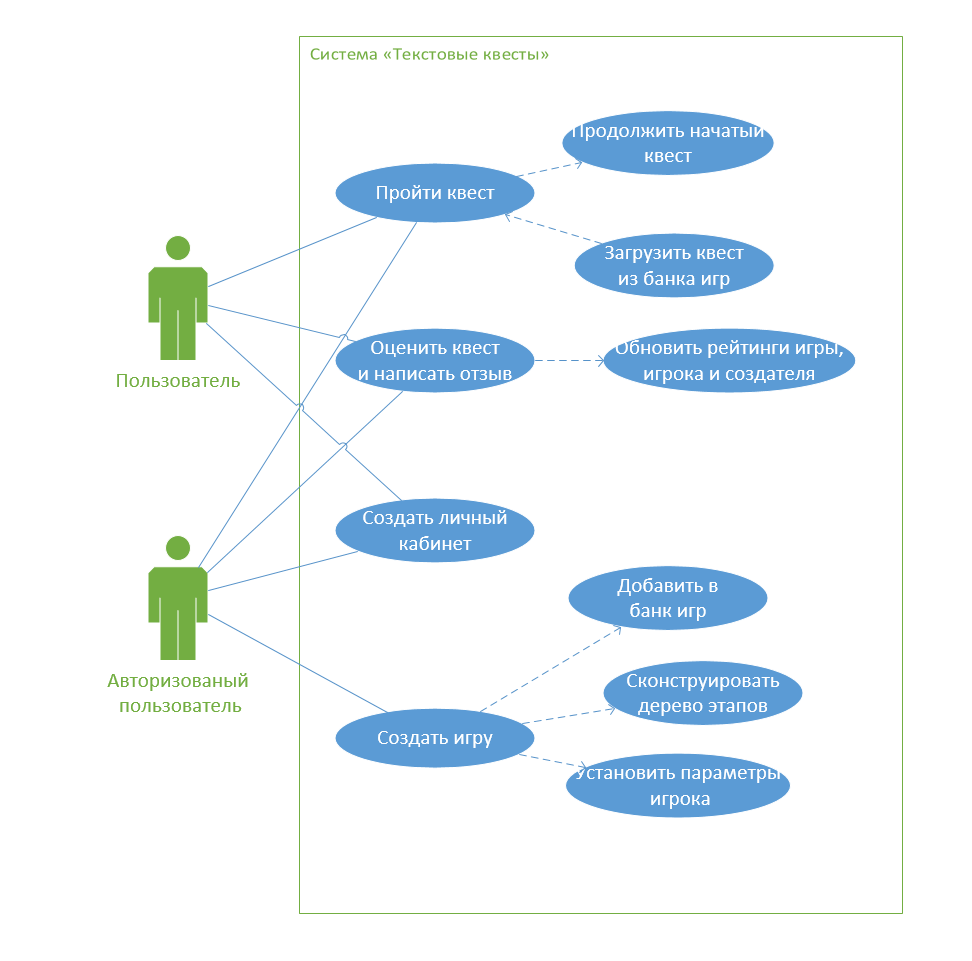 Система «Текстовые квесты»
Продолжить начатый
квест
Пройти квест
Загрузить квест
из банка игр
Пользователь
Оценить квест
и написать отзыв
Обновить рейтинги игры,
игрока и создателя
Создать личный
кабинет
Добавить в
банк игр
Авторизованый
пользователь
Сконструировать
дерево этапов
Создать игру
Установить параметры
игрока